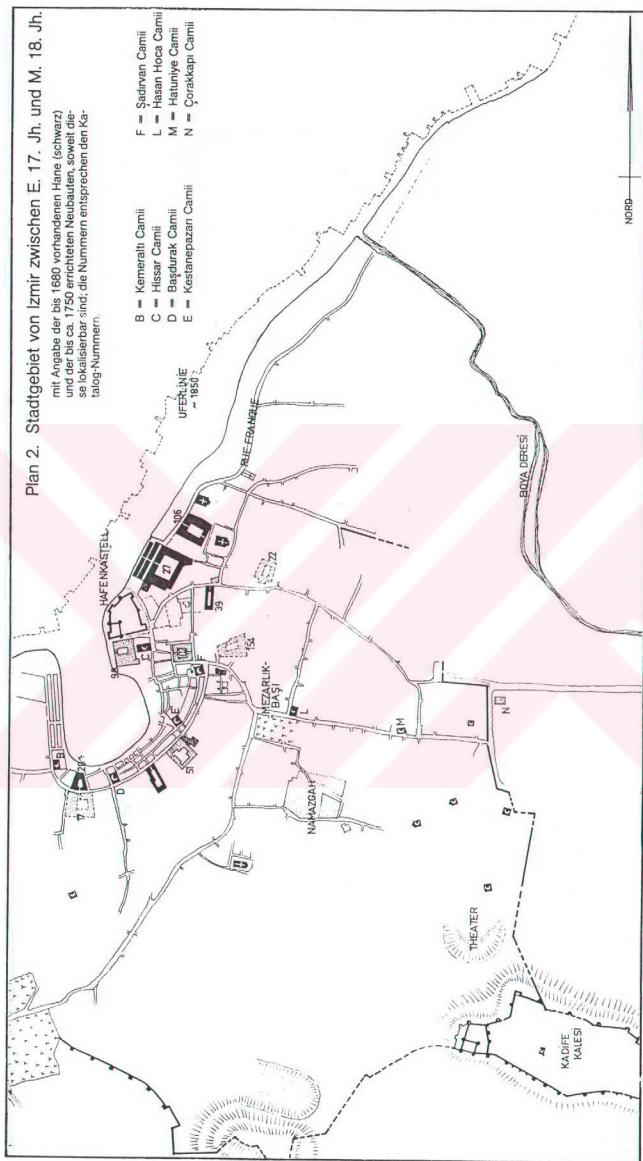 Plan 2. Stadtgebiet von Izmir zwischen E. 17. Jh. und M. 18. Jh.
mit Angabe der bis 1680 vorhandenen Hane (schwarz)
und der bis ca. 1750 errichteten Neubauten, soweit die-
se lokalisierbar sind; die Nummern entsprechen den Ka-
talog-Nummern.
B = Kemeraltı Camii
C = Hissar Camii
D = Başdurak Camii
E = Kestanepazarı Camii
F = Şadırvan Camii
L = Hasan Hoca Camii
M = Hatuniye Camii
N = Çorakkapı Camii
HAFENKASTELL
UFERLINIE
~ 1850
RUE FRANQUE
106
27
22
39
154
C
F
E
51
B
D
17
MEZARLIK-
BAŞI
L
M
N
NAMAZGAH
BOYA DERESİ
THEATER
KADİFE
KALESİ
NORD